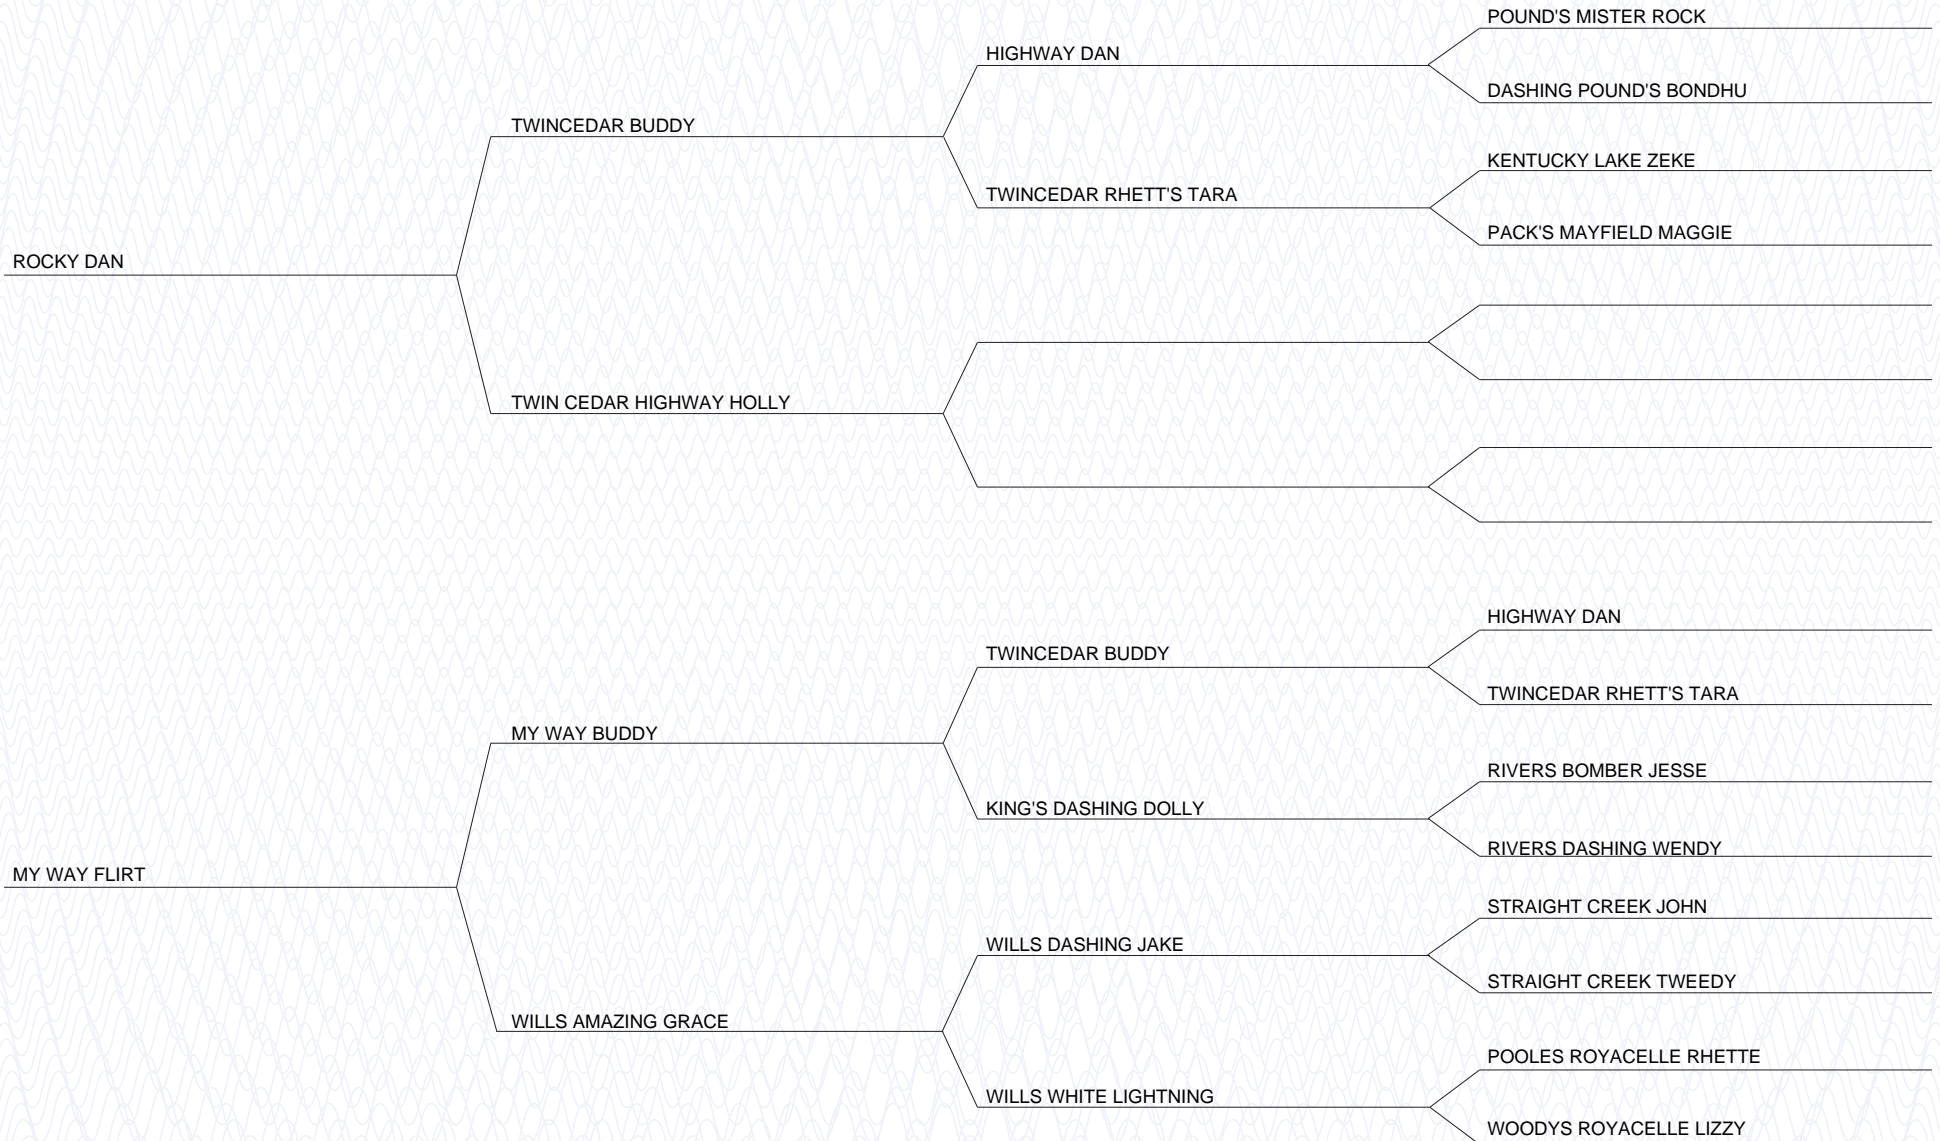 POUND'S MISTER ROCK
HIGHWAY DAN
DASHING POUND'S BONDHU
TWINCEDAR BUDDY
KENTUCKY LAKE ZEKE
TWINCEDAR RHETT'S TARA
PACK'S MAYFIELD MAGGIE
ROCKY DAN
TWIN CEDAR HIGHWAY HOLLY
HIGHWAY DAN
TWINCEDAR BUDDY
TWINCEDAR RHETT'S TARA
MY WAY BUDDY
RIVERS BOMBER JESSE
KING'S DASHING DOLLY
RIVERS DASHING WENDY
MY WAY FLIRT
STRAIGHT CREEK JOHN
WILLS DASHING JAKE
STRAIGHT CREEK TWEEDY
WILLS AMAZING GRACE
POOLES ROYACELLE RHETTE
WILLS WHITE LIGHTNING
WOODYS ROYACELLE LIZZY